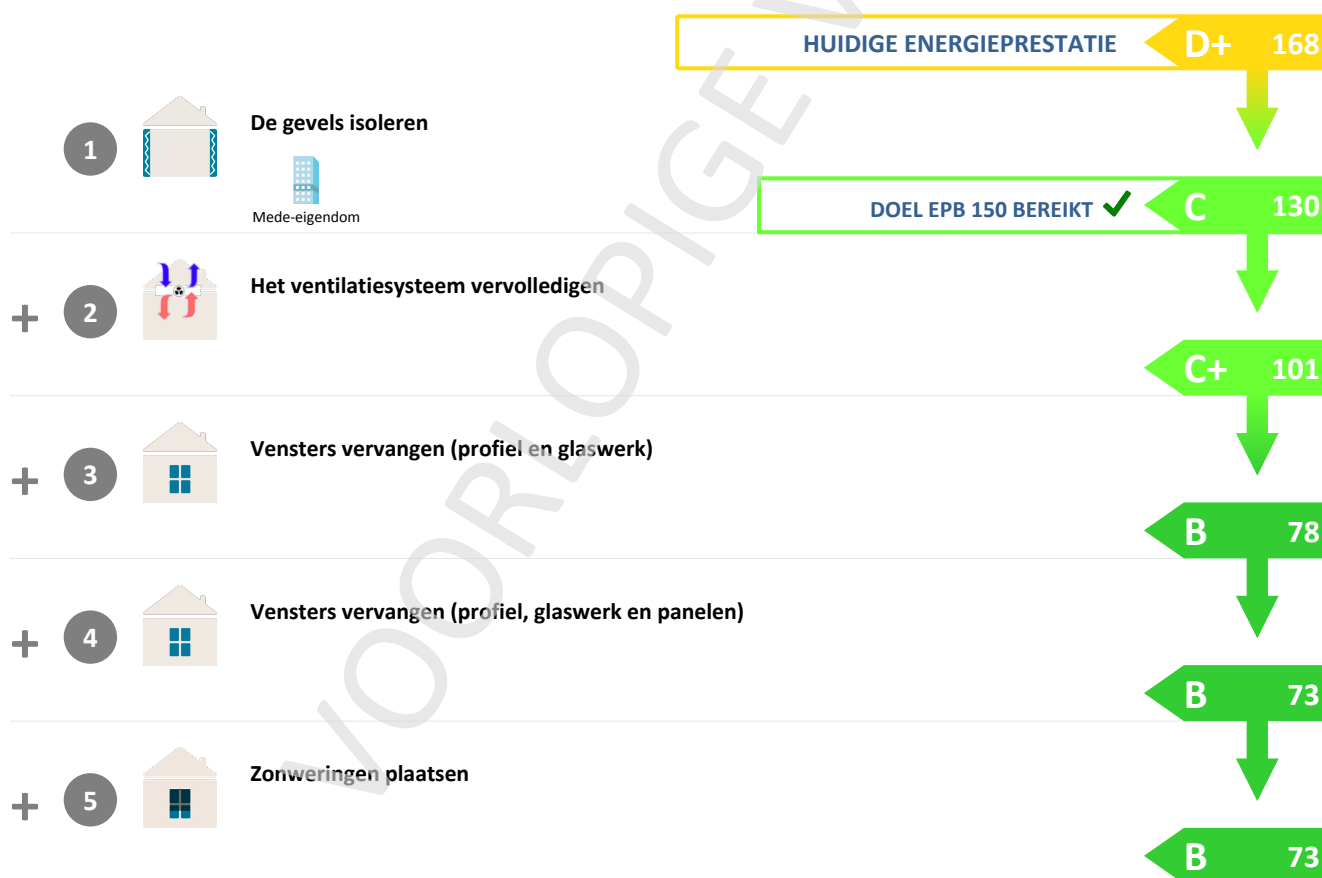 HUIDIGE ENERGIEPRESTATIE D+ 168
1 De gevels isoleren
Mede-eigendom
DOEL EPB 150 BEREIKT ✓ C 130
+ 2 Het ventilatiesysteem vervolledigen
C+ 101
+ 3 Vensters vervangen (profiel en glaswerk)
B 78
+ 4 Vensters vervangen (profiel, glaswerk en panelen)
B 73
+ 5 Zonweringen plaatsen
B 73
VOORLOPIGE V